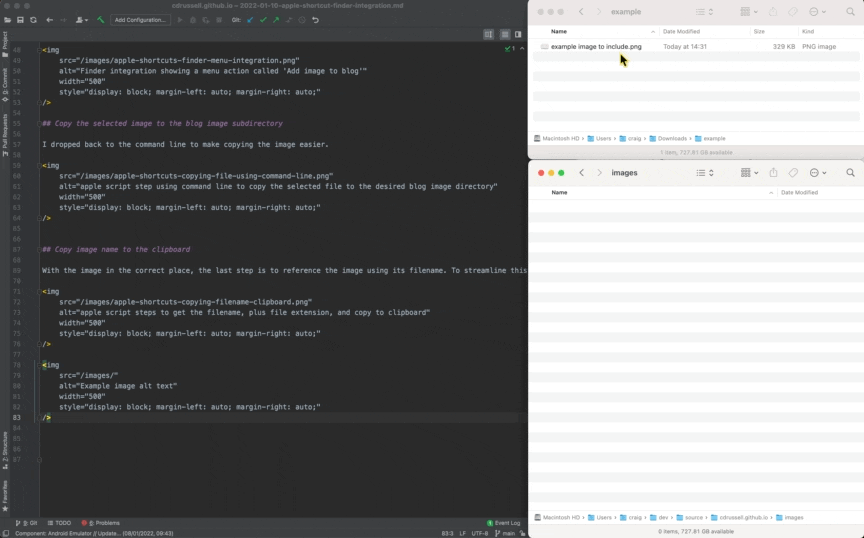 cdrussell.github.io – 2022-01-10-apple-shortcut-finder-integration.md
Add Configuration...
Git:
Project
0: Commit
Pull Requests
Z: Structure
Favorites
1
48 <img
50 src="/images/apple-shortcuts-finder-menu-integration.png"
50 alt="Finder integration showing a menu action called 'Add image to blog'"
51 width="500"
52 style="display: block; margin-left: auto; margin-right: auto;"
53 />
54
55 ## Copy the selected image to the blog image subdirectory
56
57 I dropped back to the command line to make copying the image easier.
58
59 <img
60 src="/images/apple-shortcuts-copying-file-using-command-line.png"
61 alt="apple script step using command line to copy the selected file to the desired blog image directory"
62 width="500"
63 style="display: block; margin-left: auto; margin-right: auto;"
64 />
65
66
67 ## Copy image name to the clipboard
68
69 With the image in the correct place, the last step is to reference the image using its filename. To streamline this
70
71 <img
72 src="/images/apple-shortcuts-copying-filename-clipboard.png"
73 alt="apple script steps to get the filename, plus file extension, and copy to clipboard"
74 width="500"
75 style="display: block; margin-left: auto; margin-right: auto;"
76 />
77
78 <img
79 src="/images/"
80 alt="Example image alt text"
81 width="500"
82 style="display: block; margin-left: auto; margin-right: auto;"
83 />
84
85
86
87
9: Git
TODO
6: Problems
1 Event Log
Component: Android Emulator // Update... (09/01/2022, 09:43)
83:3 LF UTF-8 main
example
Name Date Modified Size Kind
example image to include.png Today at 14:31 329 KB PNG image
Macintosh HD › Users › craig › Downloads › example
1 item, 727.61 GB available
images
Name Date Modified
Macintosh HD › Users › craig › dev › source › cdrussell.github.io › images
0 items, 727.61 GB available